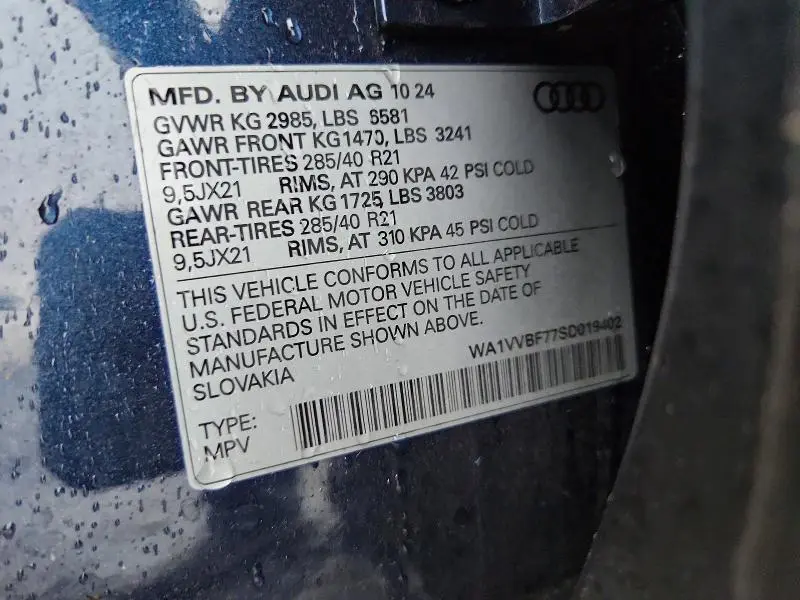 MFD. BY AUDI AG 10 24
GVWR KG 2985, LBS 6581
GAWR FRONT KG1470, LBS 3241
FRONT-TIRES 285/40 R21
9,5JX21 RIMS, AT 290 KPA 42 PSI COLD
GAWR REAR KG 1725, LBS 3803
REAR-TIRES 285/40 R21
9,5JX21 RIMS, AT 310 KPA 45 PSI COLD
THIS VEHICLE CONFORMS TO ALL APPLICABLE
U.S. FEDERAL MOTOR VEHICLE SAFETY
STANDARDS IN EFFECT ON THE DATE OF
MANUFACTURE SHOWN ABOVE.
SLOVAKIA
WA1VVBF77SD019402
TYPE:
MPV